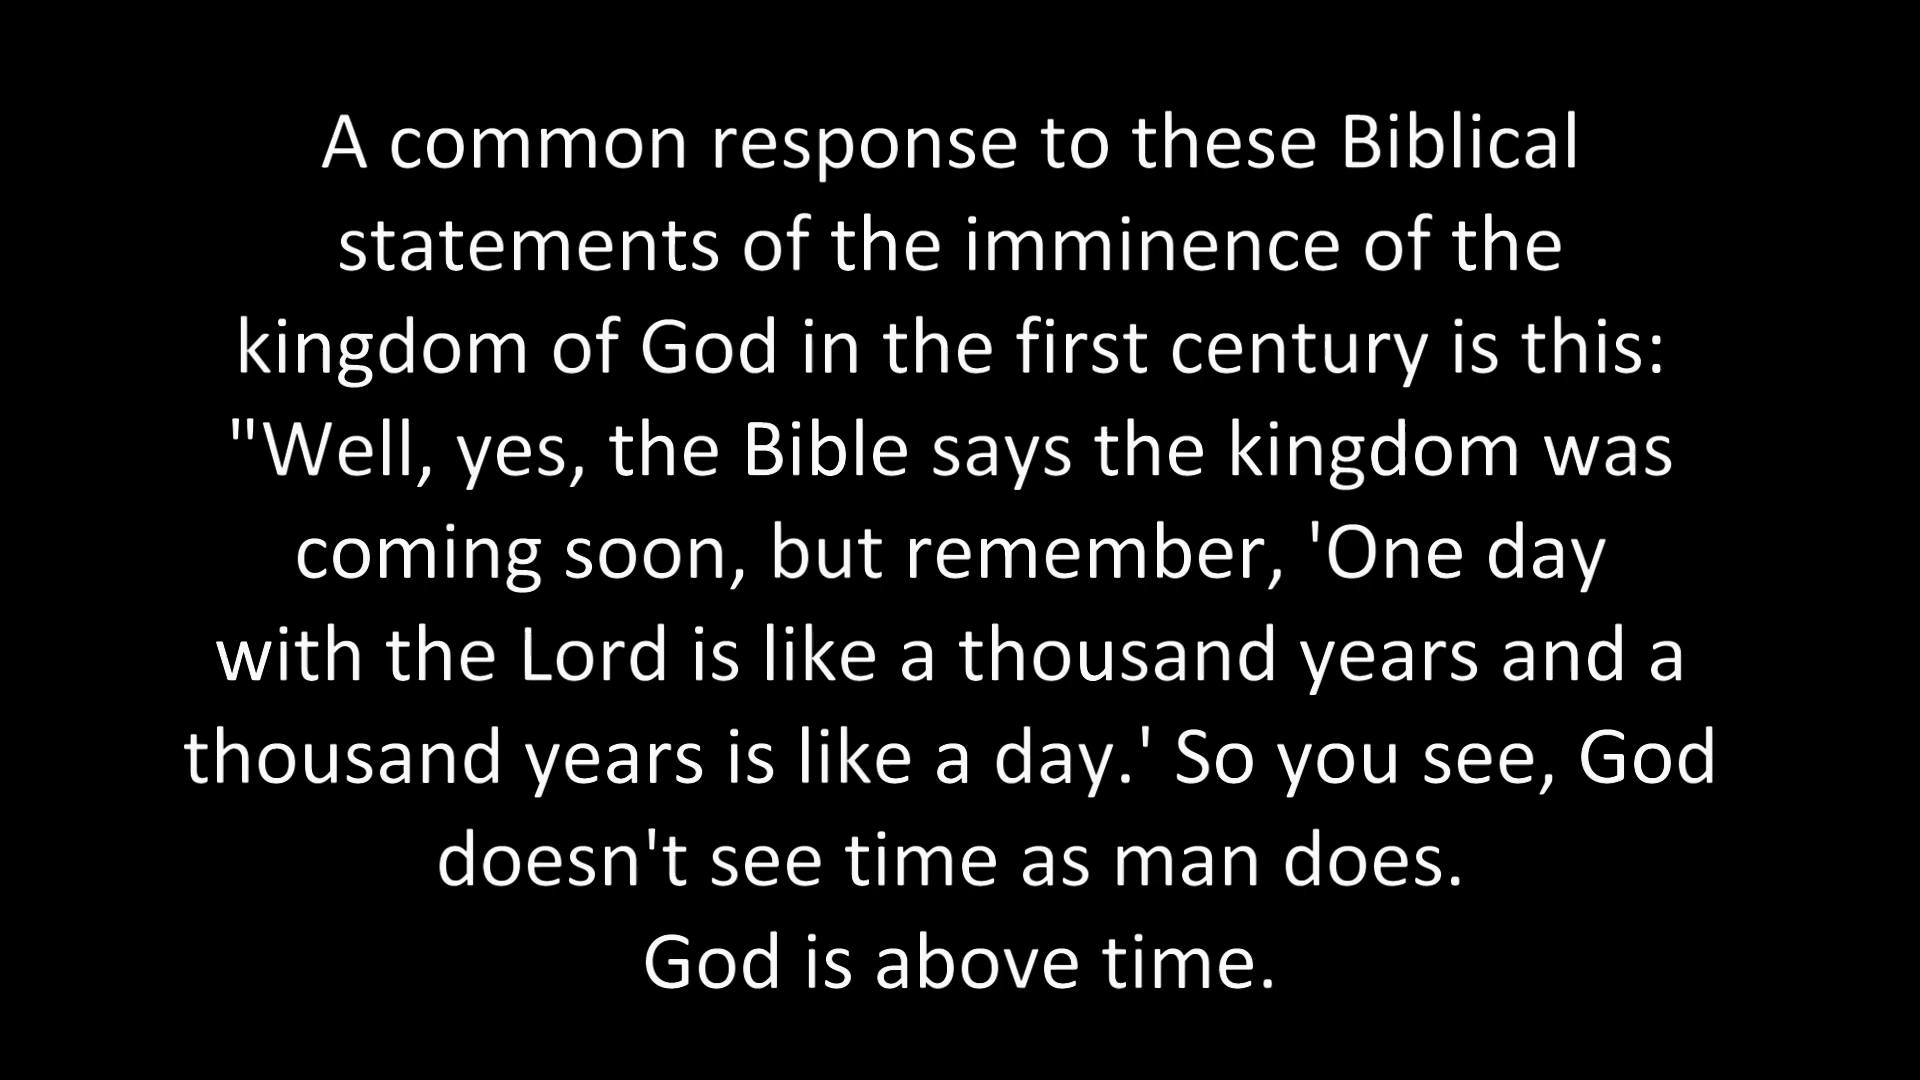 A common response to these Biblical
statements of the imminence of the
kingdom of God in the first century is this:
"Well, yes, the Bible says the kingdom was
coming soon, but remember, 'One day
with the Lord is like a thousand years and a
thousand years is like a day.' So you see, God
doesn't see time as man does.
God is above time.